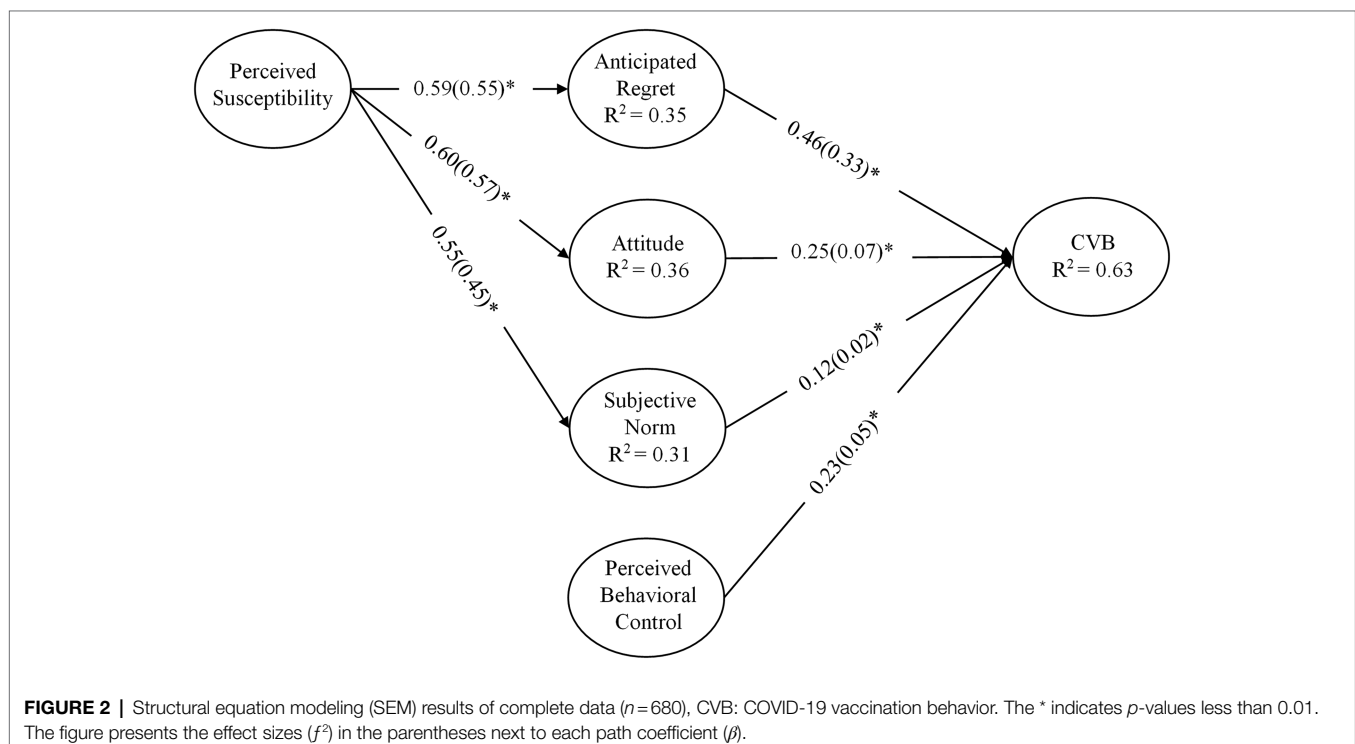 Perceived
Susceptibility
0.59(0.55)*
Anticipated
Regret
R² = 0.35
0.46(0.33)*
0.60(0.57)*
Attitude
R² = 0.36
0.25(0.07)*
CVB
R² = 0.63
0.55(0.45)*
Subjective
Norm
R² = 0.31
0.12(0.02)*
Perceived
Behavioral
Control
0.23(0.05)*
FIGURE 2 | Structural equation modeling (SEM) results of complete data (n=680), CVB: COVID-19 vaccination behavior. The * indicates p-values less than 0.01.
The figure presents the effect sizes (f²) in the parentheses next to each path coefficient (β).